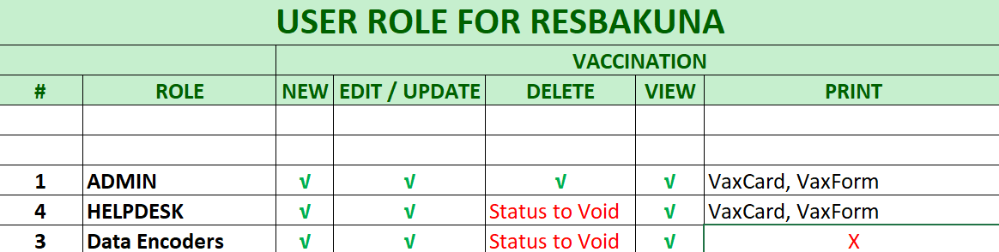 USER ROLE FOR RESBAKUNA
VACCINATION
# ROLE NEW EDIT / UPDATE DELETE VIEW PRINT
1 ADMIN √ √ √ √ VaxCard, VaxForm
4 HELPDESK √ √ Status to Void √ VaxCard, VaxForm
3 Data Encoders √ √ Status to Void √ X